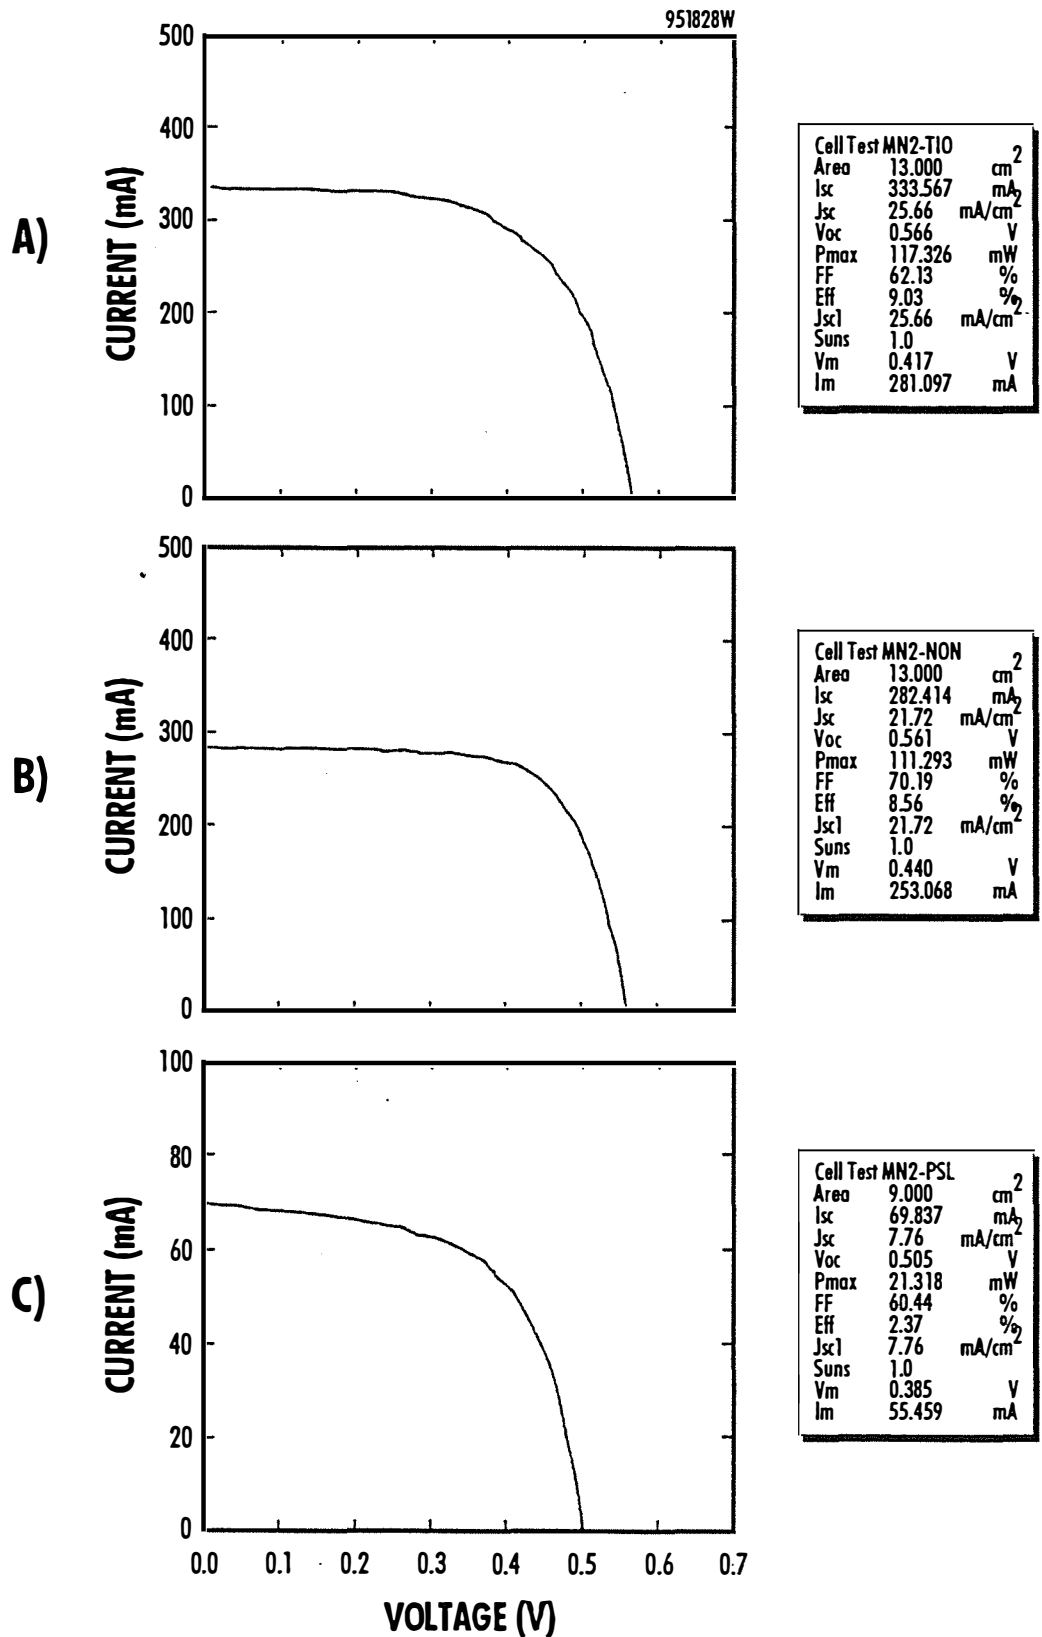 951828W
A)
CURRENT (mA)
500
400
300
200
100
0
Cell Test MN2-TIO
Area 13.000 cm2
Isc 333.567 mA
Jsc 25.66 mA/cm2
Voc 0.566 V
Pmax 117.326 mW
FF 62.13 %
Eff 9.03 %
Jsc1 25.66 mA/cm2
Suns 1.0
Vm 0.417 V
Im 281.097 mA
B)
CURRENT (mA)
500
400
300
200
100
0
Cell Test MN2-NON
Area 13.000 cm2
Isc 282.414 mA
Jsc 21.72 mA/cm2
Voc 0.561 V
Pmax 111.293 mW
FF 70.19 %
Eff 8.56 %
Jsc1 21.72 mA/cm2
Suns 1.0
Vm 0.440 V
Im 253.068 mA
C)
CURRENT (mA)
100
80
60
40
20
0
Cell Test MN2-PSL
Area 9.000 cm2
Isc 69.837 mA
Jsc 7.76 mA/cm2
Voc 0.505 V
Pmax 21.318 mW
FF 60.44 %
Eff 2.37 %
Jsc1 7.76 mA/cm2
Suns 1.0
Vm 0.385 V
Im 55.459 mA
0.0 0.1 0.2 0.3 0.4 0.5 0.6 0.7
VOLTAGE (V)